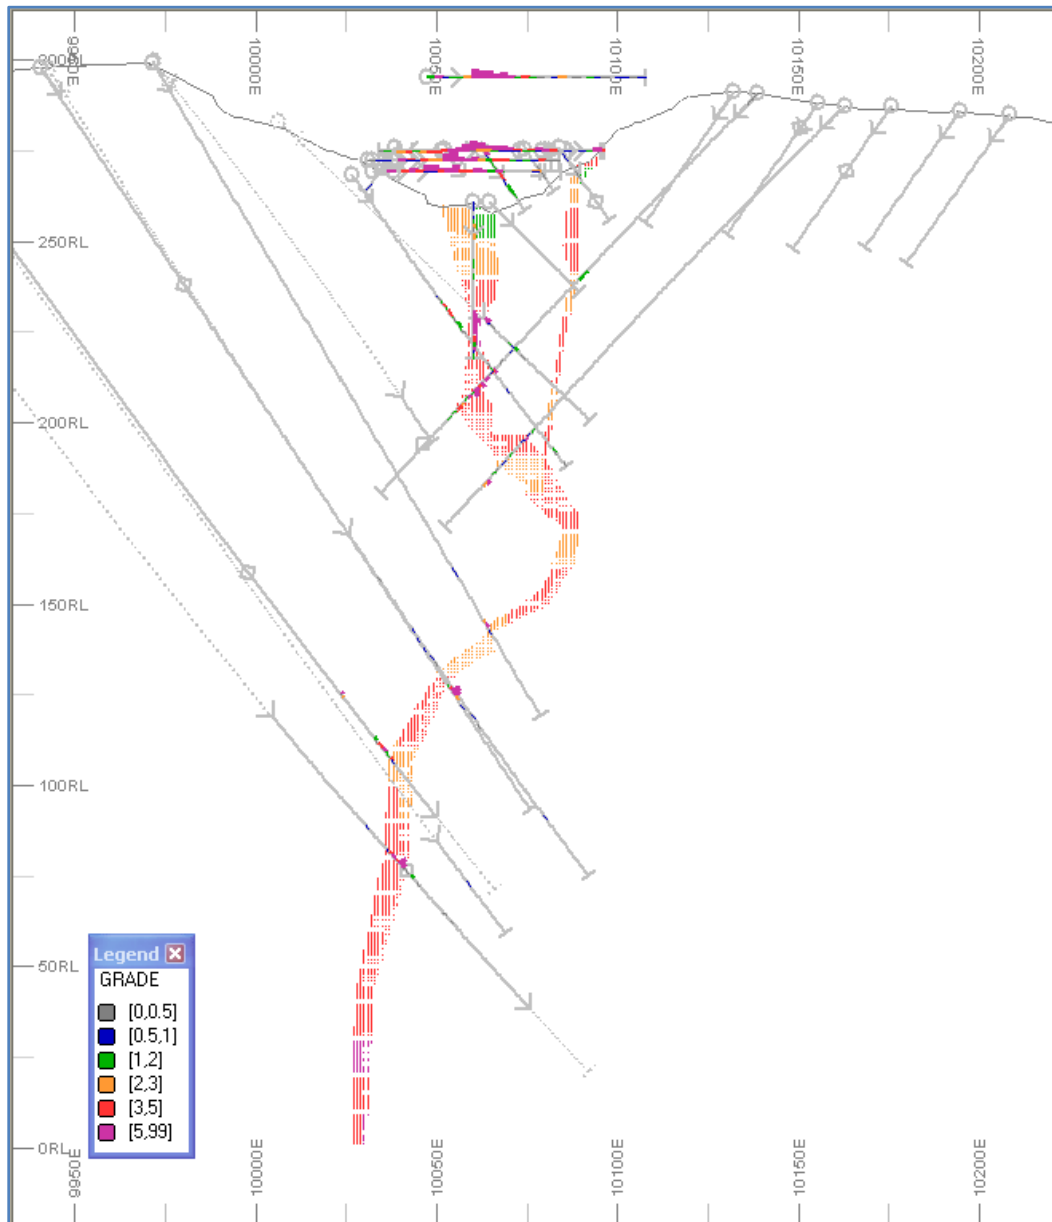 9950E
10000E
10050E
10100E
10150E
10200E
300RL
250RL
200RL
150RL
100RL
50RL
0RL
Legend
GRADE
[0,0.5]
[0.5,1]
[1,2]
[2,3]
[3,5]
[5,99]
9950E
10000E
10050E
10100E
10150E
10200E